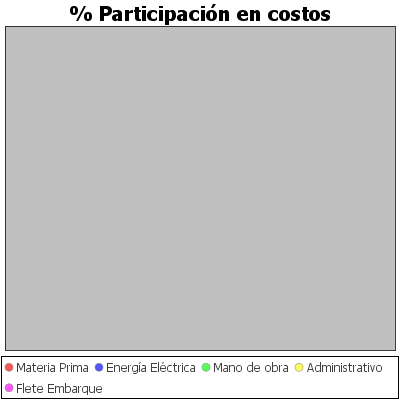 % Participación en costos
Materia Prima Energía Eléctrica Mano de obra Administrativo
Flete Embarque